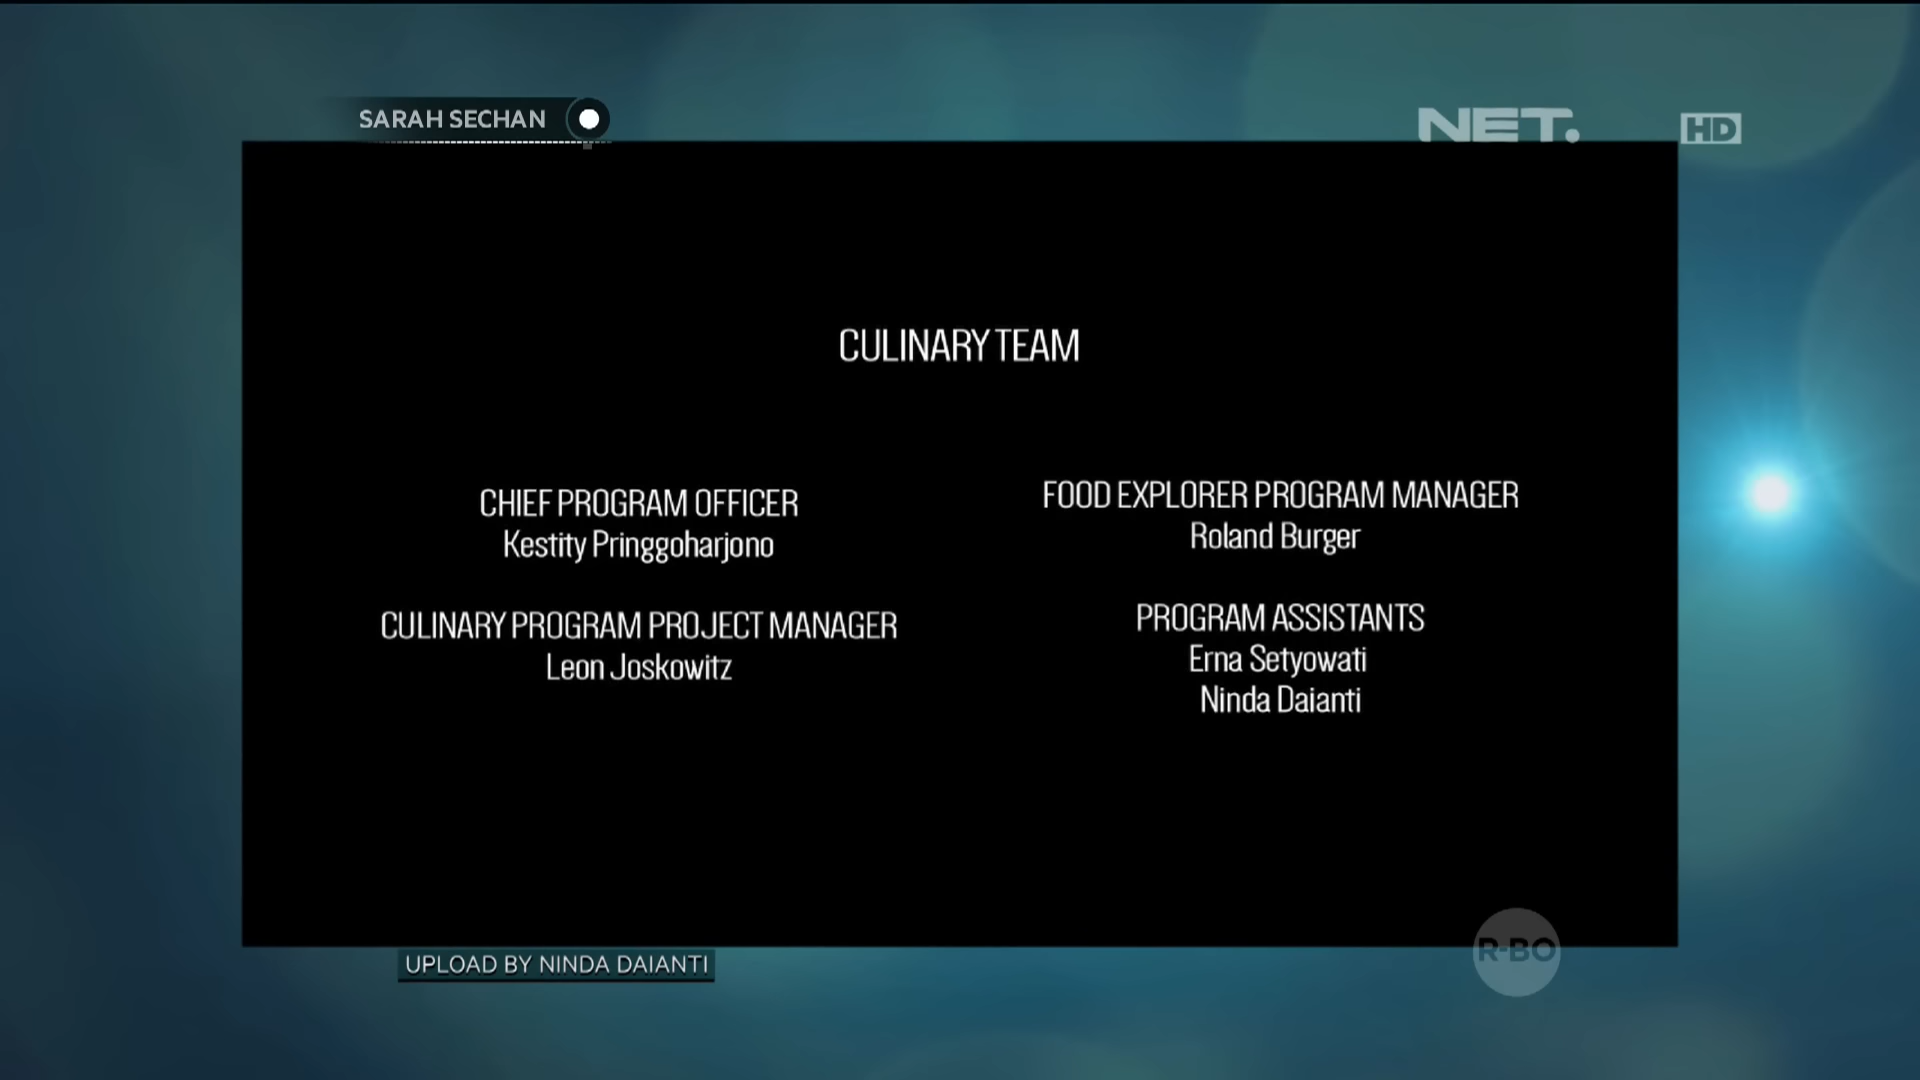 SARAH SECHAN
NET.
HD
CULINARY TEAM
CHIEF PROGRAM OFFICER
Kestity Pringgoharjono
CULINARY PROGRAM PROJECT MANAGER
Leon Joskowitz
FOOD EXPLORER PROGRAM MANAGER
Roland Burger
PROGRAM ASSISTANTS
Erna Setyowati
Ninda Daianti
UPLOAD BY NINDA DAIANTI
R-BO